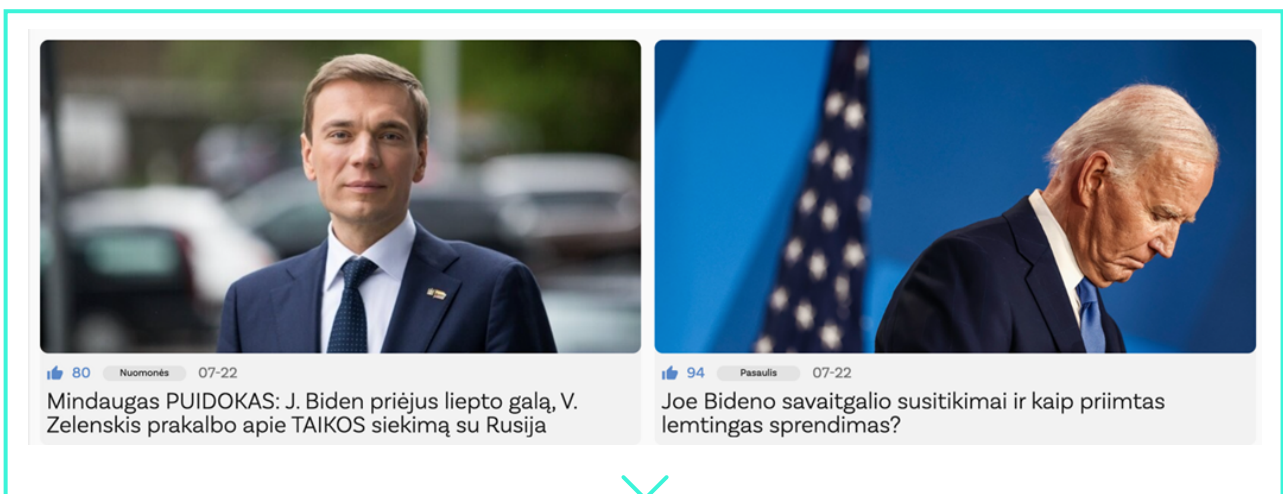 80 Nuomonės 07-22
Mindaugas PUIDOKAS: J. Biden priėjus liepto galą, V.
Zelenskis prakalbo apie TAIKOS siekimą su Rusija
94 Pasaulis 07-22
Joe Bideno savaitgalio susitikimai ir kaip priimtas
lemtingas sprendimas?